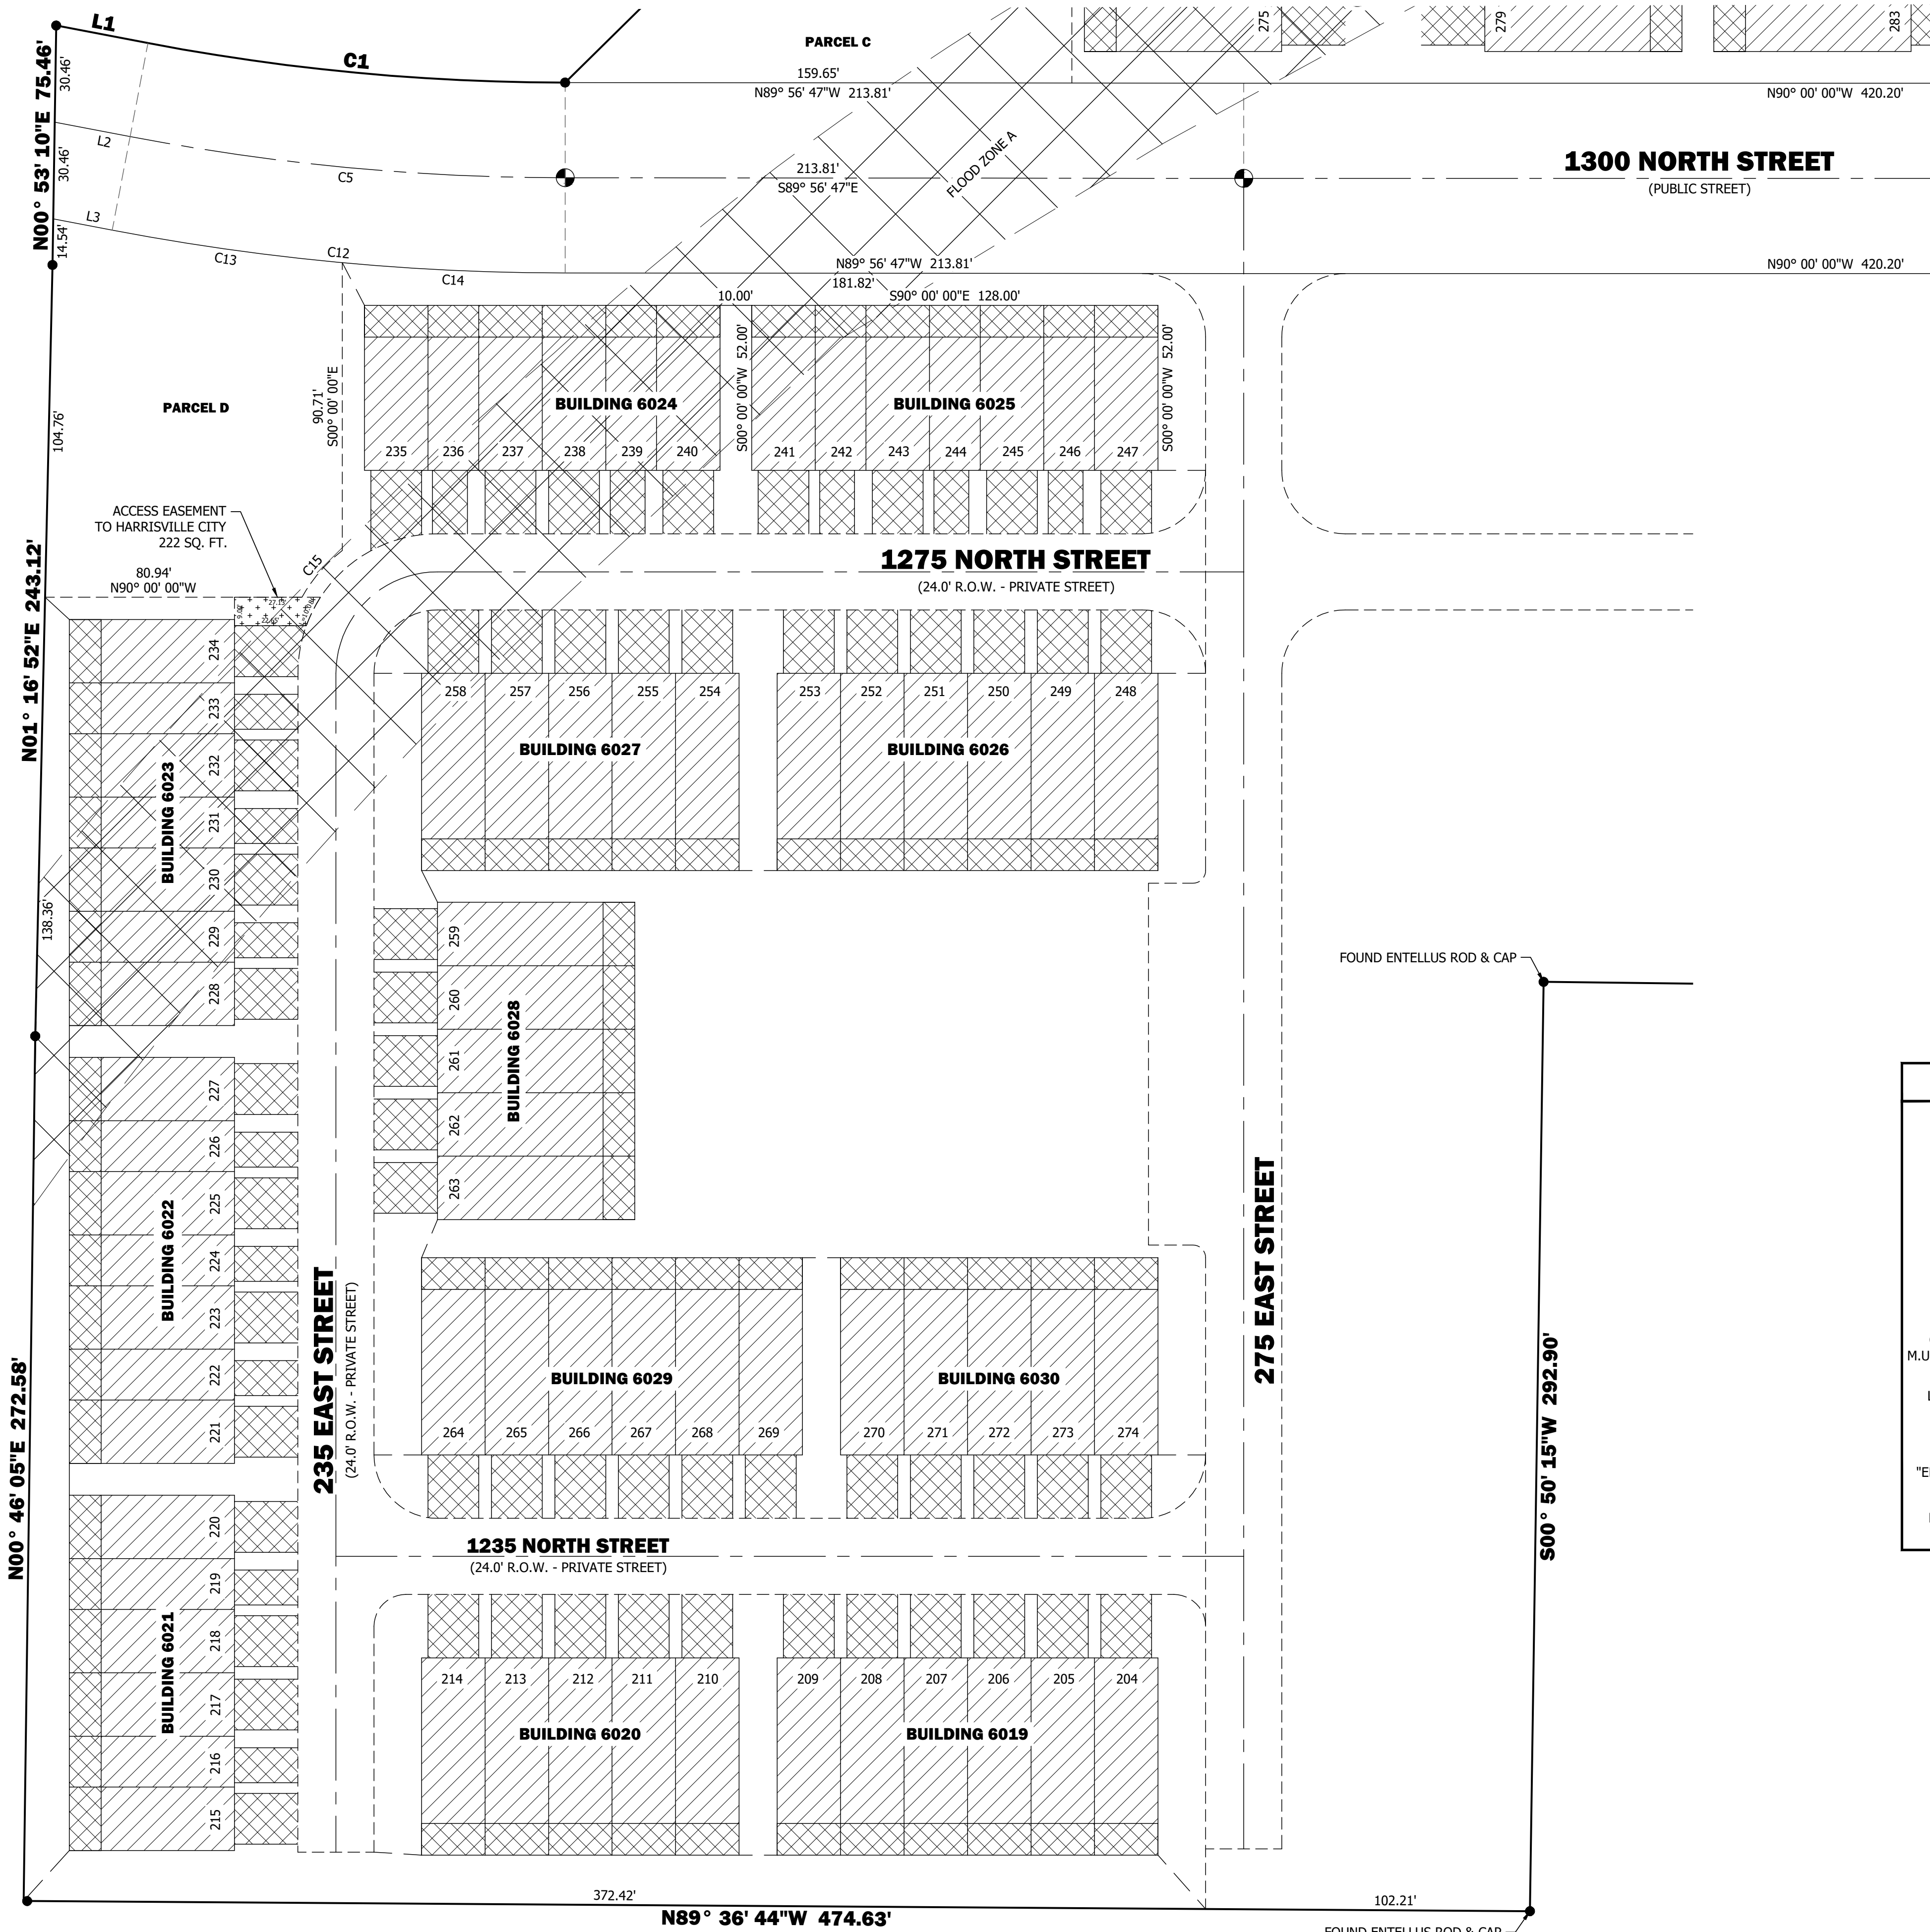 L1
C1
PARCEL C
275
279
283
159.65'
N89° 56' 47"W 213.81'
N90° 00' 00"W 420.20'
N00° 53' 10"E 75.46'
30.46'
30.46'
14.54'
L2
C5
L3
C13
C12
C14
213.81'
S89° 56' 47"E
FLOOD ZONE A
1300 NORTH STREET
(PUBLIC STREET)
N89° 56' 47"W 213.81'
181.82'
N90° 00' 00"W 420.20'
10.00'
S90° 00' 00"E 128.00'
S00° 00' 00"W 52.00'
S00° 00' 00"W 52.00'
PARCEL D
90.71'
S00° 00' 00"E
104.76'
BUILDING 6024
BUILDING 6025
235 236 237 238 239 240
241 242 243 244 245 246 247
ACCESS EASEMENT
TO HARRISVILLE CITY
222 SQ. FT.
80.94'
N90° 00' 00"W
C15
27.15'
9.00'
22.65'
1275 NORTH STREET
(24.0' R.O.W. - PRIVATE STREET)
N01° 16' 52"E 243.12'
138.36'
234
233
232
231
230
229
228
BUILDING 6023
258 257 256 255 254
253 252 251 250 249 248
BUILDING 6027
BUILDING 6026
259
260
261
262
263
BUILDING 6028
FOUND ENTELLUS ROD & CAP
227
226
225
224
223
222
221
BUILDING 6022
235 EAST STREET
(24.0' R.O.W. - PRIVATE STREET)
275 EAST STREET
BUILDING 6029
BUILDING 6030
264 265 266 267 268 269
270 271 272 273 274
N00° 46' 05"E 272.58'
S00° 50' 15"W 292.90'
M.U
"E
1235 NORTH STREET
(24.0' R.O.W. - PRIVATE STREET)
220
219
218
217
216
215
BUILDING 6021
214 213 212 211 210
209 208 207 206 205 204
BUILDING 6020
BUILDING 6019
372.42'
102.21'
N89° 36' 44"W 474.63'
FOUND ENTELLUS ROD & CAP